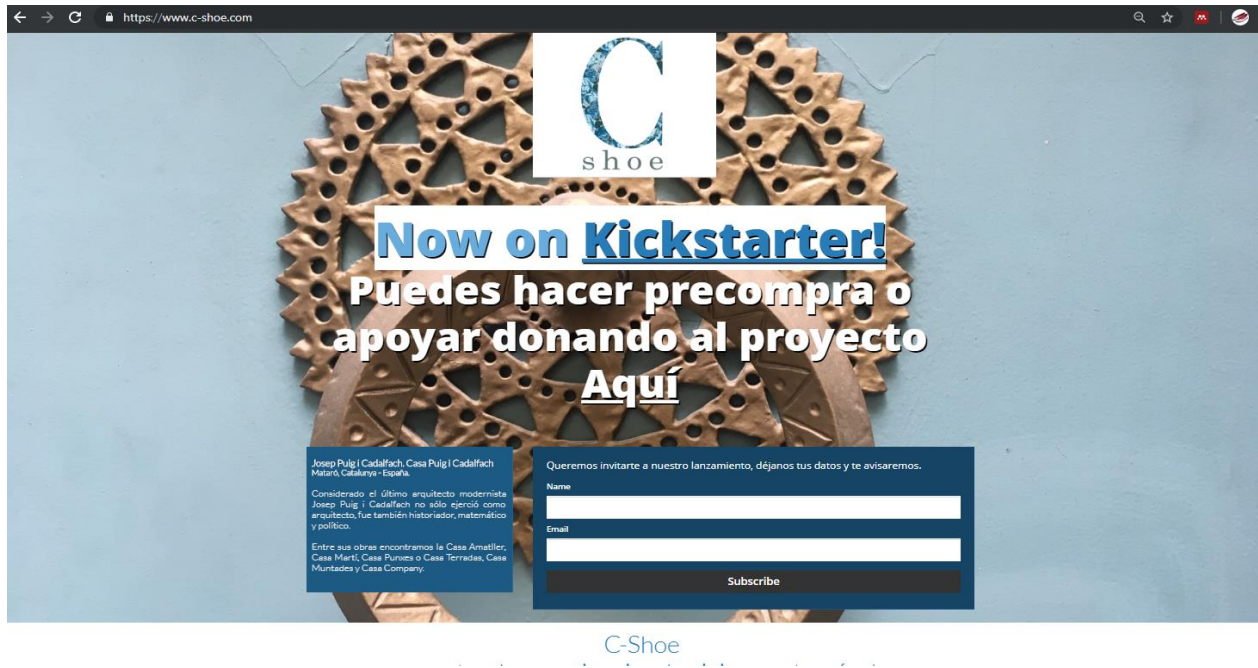 https://www.c-shoe.com
C
shoe
Now on Kickstarter!
Puedes hacer precompra o
apoyar donando al proyecto
Aquí
Josep Puig i Cadalfach. Casa Puig i Cadalfach
Mataró, Catalunya - España.
Considerado el último arquitecto modernista
Josep Puig i Cadalfach no sólo ejerció como
arquitecto, fue también historiador, matemático
y político.
Entre sus obras encontramos la Casa Amatller,
Casa Martí, Casa Punxes o Casa Terradas, Casa
Muntades y Casa Company.
Queremos invitarte a nuestro lanzamiento, déjanos tus datos y te avisaremos.
Name
Email
Subscribe
C-Shoe